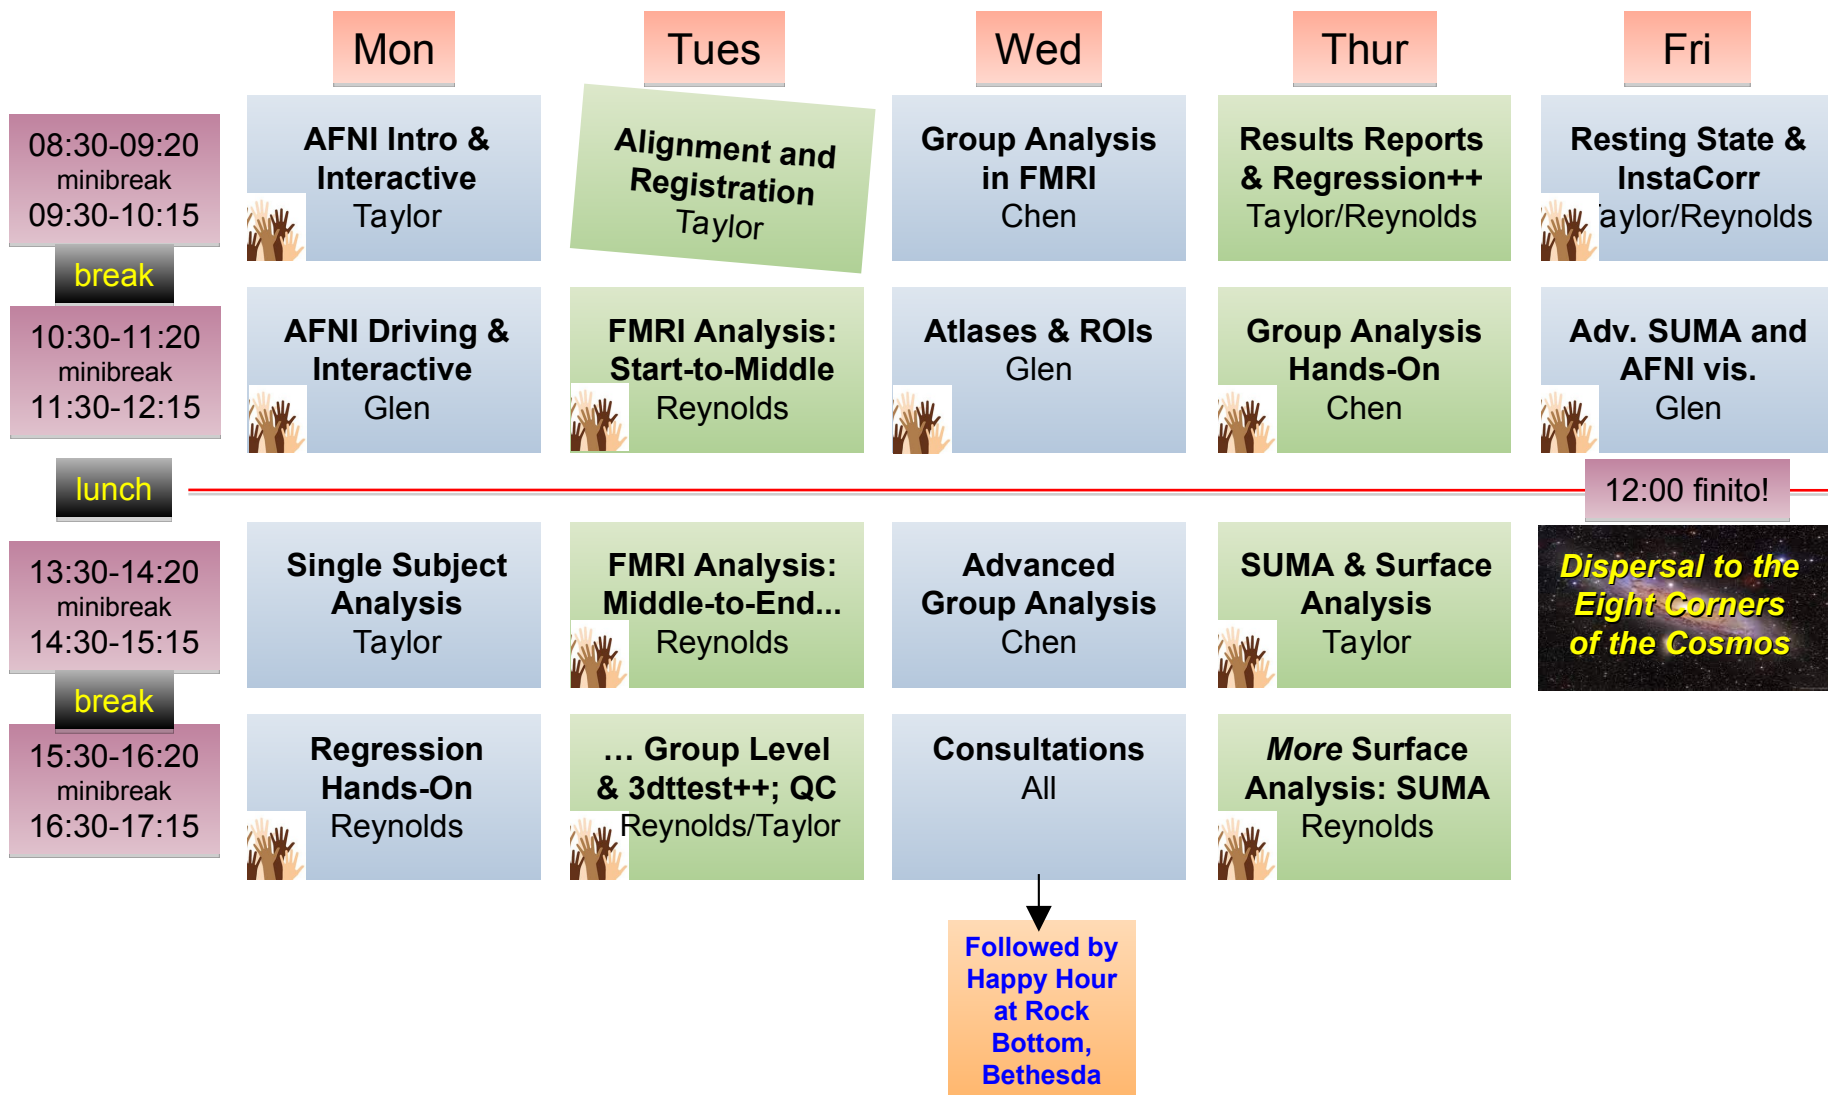 Mon
Tues
Wed
Thur
Fri
08:30-09:20
minibreak
09:30-10:15
AFNI Intro &
Interactive
Taylor
Alignment and
Registration
Taylor
Group Analysis
in FMRI
Chen
Results Reports
& Regression++
Taylor/Reynolds
Resting State &
InstaCorr
aylor/Reynolds
break
10:30-11:20
minibreak
11:30-12:15
AFNI Driving &
Interactive
Glen
FMRI Analysis:
Start-to-Middle
Reynolds
Atlases & ROIs
Glen
Group Analysis
Hands-On
Chen
Adv. SUMA and
AFNI vis.
Glen
lunch
12:00 finito!
13:30-14:20
minibreak
14:30-15:15
Single Subject
Analysis
Taylor
FMRI Analysis:
Middle-to-End...
Reynolds
Advanced
Group Analysis
Chen
SUMA & Surface
Analysis
Taylor
Dispersal to the
Eight Corners
of the Cosmos
break
15:30-16:20
minibreak
16:30-17:15
Regression
Hands-On
Reynolds
… Group Level
& 3dttest++; QC
Reynolds/Taylor
Consultations
All
More Surface
Analysis: SUMA
Reynolds
Followed by
Happy Hour
at Rock
Bottom,
Bethesda